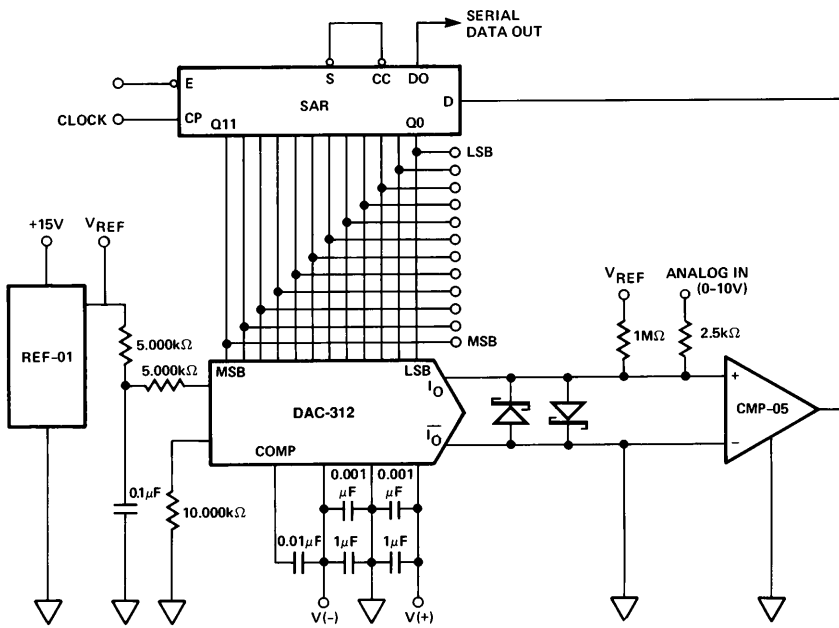 SERIAL
DATA OUT
E
S
CC
DO
SAR
D
CLOCK
CP
Q11
Q0
LSB
+15V
VREF
VREF
ANALOG IN
(0–10V)
5.000kΩ
1MΩ
2.5kΩ
MSB
REF-01
5.000kΩ
MSB
LSB
IO
+
DAC-312
CMP-05
IO
–
COMP
0.001
μF
0.001
μF
0.1μF
10.000kΩ
0.01μF
1μF
1μF
V(–)
V(+)